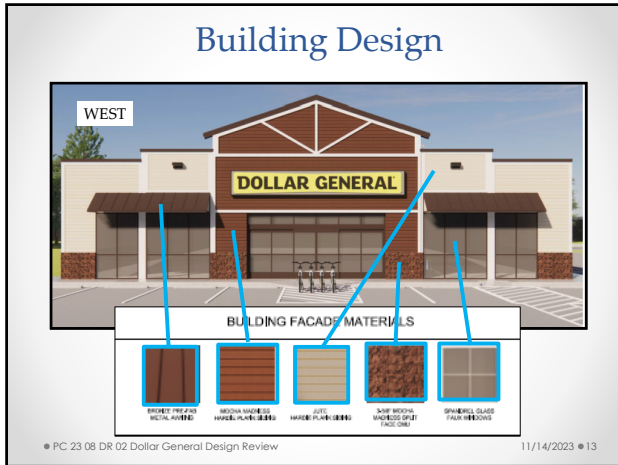 Building Design
WEST
DOLLAR GENERAL
BUILDING FACADE MATERIALS
BRONZE PRE-FAB
METAL AWNING
MOCHA MADNESS
HARDIE PLANK SIDING
JUTE
HARDIE PLANK SIDING
MOCHA
MADNESS SPLIT
FACE CMU
SPANDREL GLASS
FAUX WINDOWS
PC 23 08 DR 02 Dollar General Design Review
11/14/2023
13